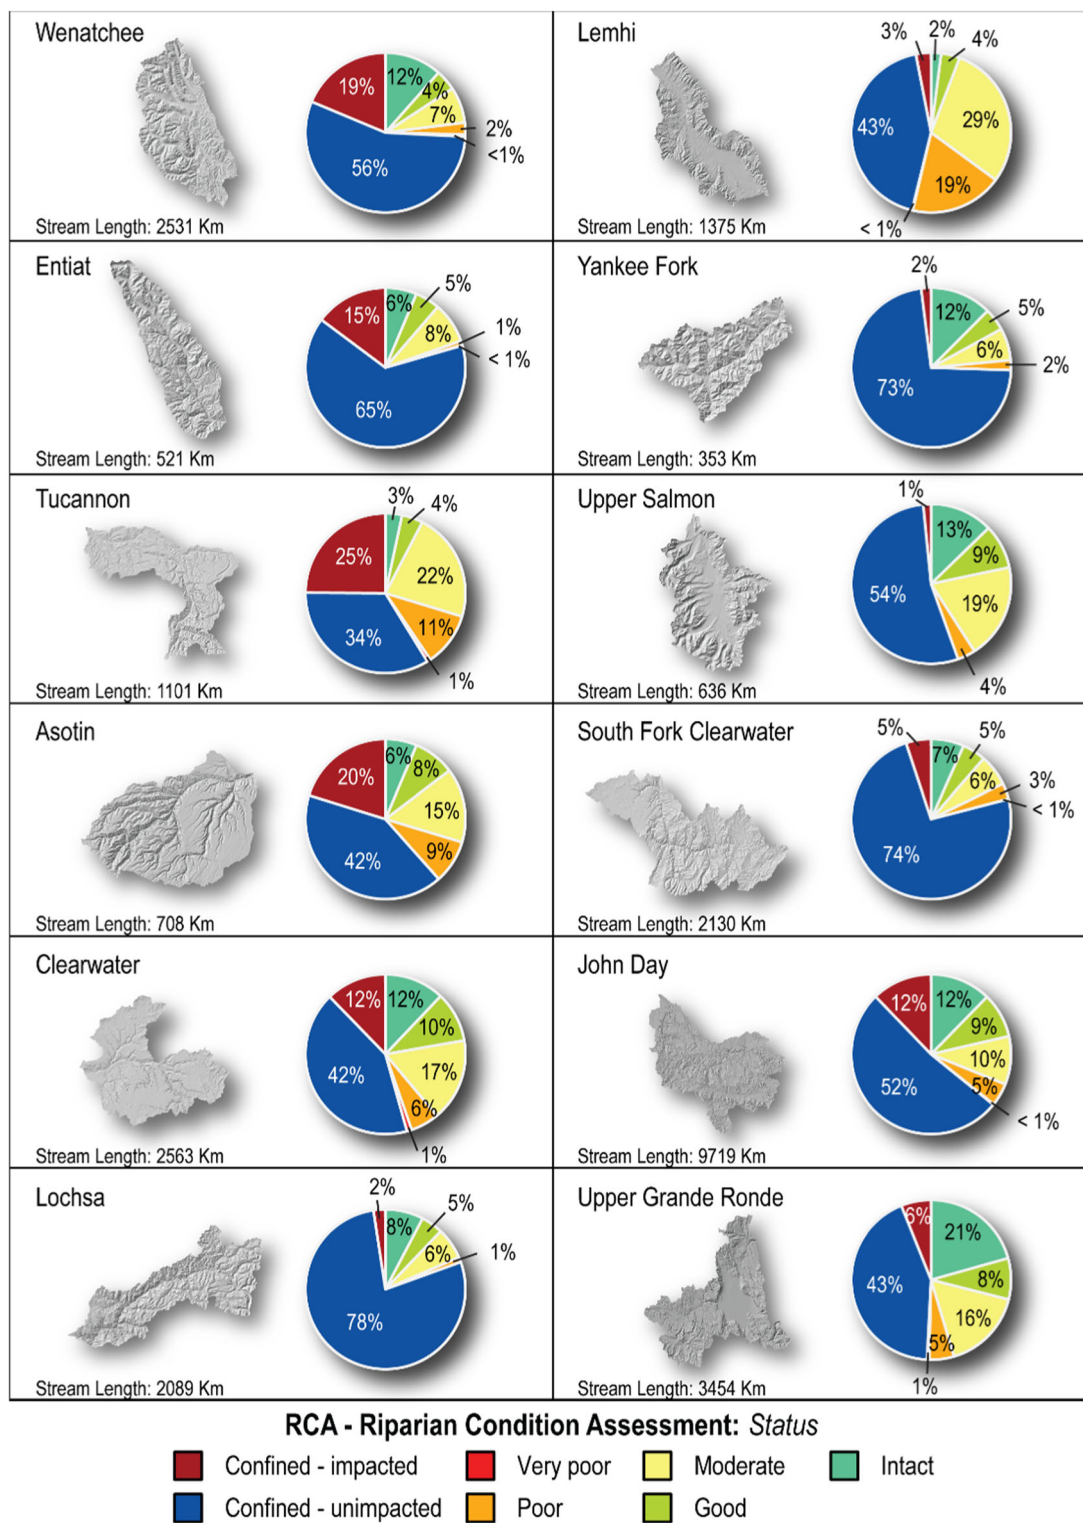 Wenatchee
19%
12%
4%
7%
2%
<1%
56%
Stream Length: 2531 Km
Lemhi
3%
2%
4%
43%
29%
19%
< 1%
Stream Length: 1375 Km
Entiat
15%
6%
5%
8%
1%
< 1%
65%
Stream Length: 521 Km
Yankee Fork
2%
12%
5%
6%
2%
73%
Stream Length: 353 Km
Tucannon
3%
4%
25%
22%
34%
11%
1%
Stream Length: 1101 Km
Upper Salmon
1%
13%
9%
54%
19%
4%
Stream Length: 636 Km
Asotin
20%
6%
8%
15%
42%
9%
Stream Length: 708 Km
South Fork Clearwater
5%
7%
5%
6%
3%
< 1%
74%
Stream Length: 2130 Km
Clearwater
12%
12%
10%
42%
17%
6%
1%
Stream Length: 2563 Km
John Day
12%
12%
9%
10%
52%
5%
< 1%
Stream Length: 9719 Km
Lochsa
2%
8%
5%
6%
1%
78%
Stream Length: 2089 Km
Upper Grande Ronde
6%
21%
43%
8%
16%
5%
1%
Stream Length: 3454 Km
RCA - Riparian Condition Assessment: Status
Confined - impacted
Very poor
Moderate
Intact
Confined - unimpacted
Poor
Good